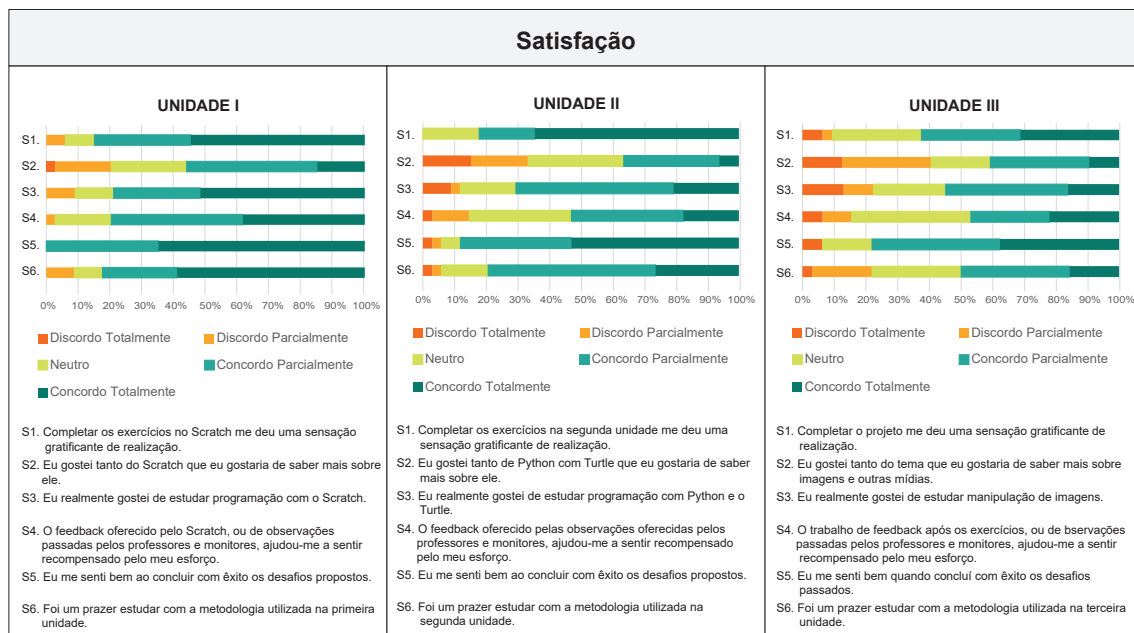 Satisfação
UNIDADE I
S1.
S2.
S3.
S4.
S5.
S6.
0% 10% 20% 30% 40% 50% 60% 70% 80% 90% 100%
Discordo Totalmente Discordo Parcialmente
Neutro Concordo Parcialmente
Concordo Totalmente
S1. Completar os exercícios no Scratch me deu uma sensação
gratificante de realização.
S2. Eu gostei tanto do Scratch que eu gostaria de saber mais sobre
ele.
S3. Eu realmente gostei de estudar programação com o Scratch.
S4. O feedback oferecido pelo Scratch, ou de observações
passadas pelos professores e monitores, ajudou-me a sentir
recompensado pelo meu esforço.
S5. Eu me senti bem ao concluir com êxito os desafios propostos.
S6. Foi um prazer estudar com a metodologia utilizada na primeira
unidade.
UNIDADE II
S1.
S2.
S3.
S4.
S5.
S6.
0% 10% 20% 30% 40% 50% 60% 70% 80% 90% 100%
Discordo Totalmente Discordo Parcialmente
Neutro Concordo Parcialmente
Concordo Totalmente
S1. Completar os exercícios na segunda unidade me deu uma
sensação gratificante de realização.
S2. Eu gostei tanto de Python com Turtle que eu gostaria de saber
mais sobre ele.
S3. Eu realmente gostei de estudar programação com Python e o
Turtle.
S4. O feedback oferecido pelas observações oferecidas pelos
professores e monitores, ajudou-me a sentir recompensado
pelo meu esforço.
S5. Eu me senti bem ao concluir com êxito os desafios propostos.
S6. Foi um prazer estudar com a metodologia utilizada na
segunda unidade.
UNIDADE III
S1.
S2.
S3.
S4.
S5.
S6.
0% 10% 20% 30% 40% 50% 60% 70% 80% 90% 100%
Discordo Totalmente Discordo Parcialmente
Neutro Concordo Parcialmente
Concordo Totalmente
S1. Completar o projeto me deu uma sensação gratificante de
realização.
S2. Eu gostei tanto do tema que eu gostaria de saber mais sobre
imagens e outras mídias.
S3. Eu realmente gostei de estudar manipulação de imagens.
S4. O trabalho de feedback após os exercícios, ou de bservações
passadas pelos professores e monitores, ajudou-me a sentir
recompensado pelo meu esforço.
S5. Eu me senti bem quando concluí com êxito os desafios
passados.
S6. Foi um prazer estudar com a metodologia utilizada na terceira
unidade.